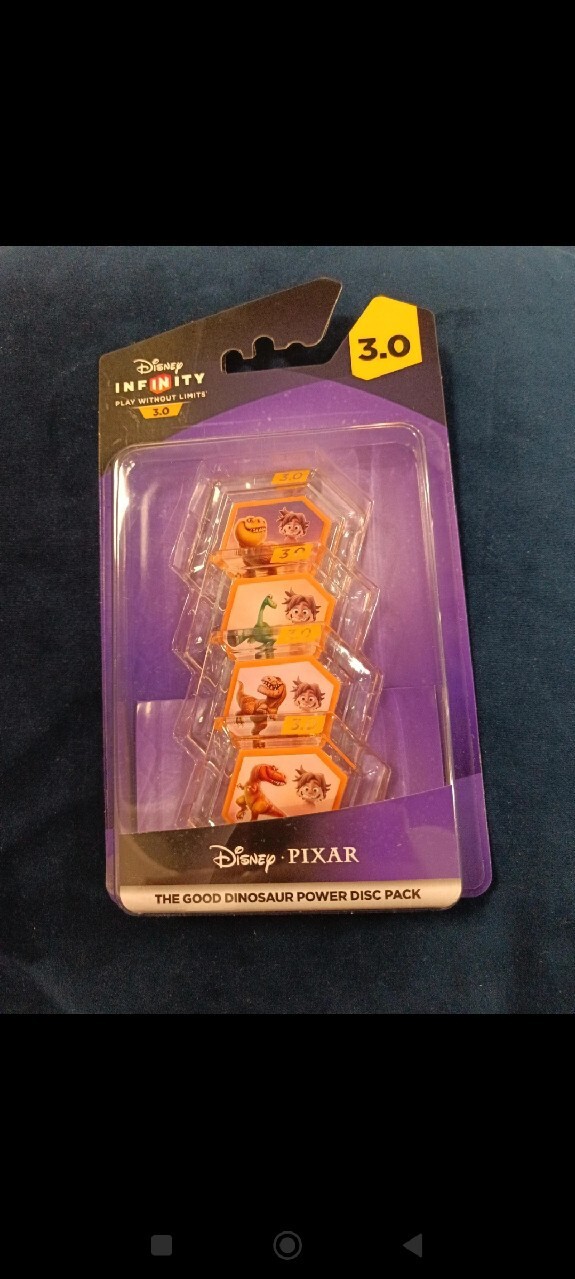 3.0
Disney
INFINITY
PLAY WITHOUT LIMITS
3.0
3.0
3.0
3.0
3.0
Disney · PIXAR
THE GOOD DINOSAUR POWER DISC PACK